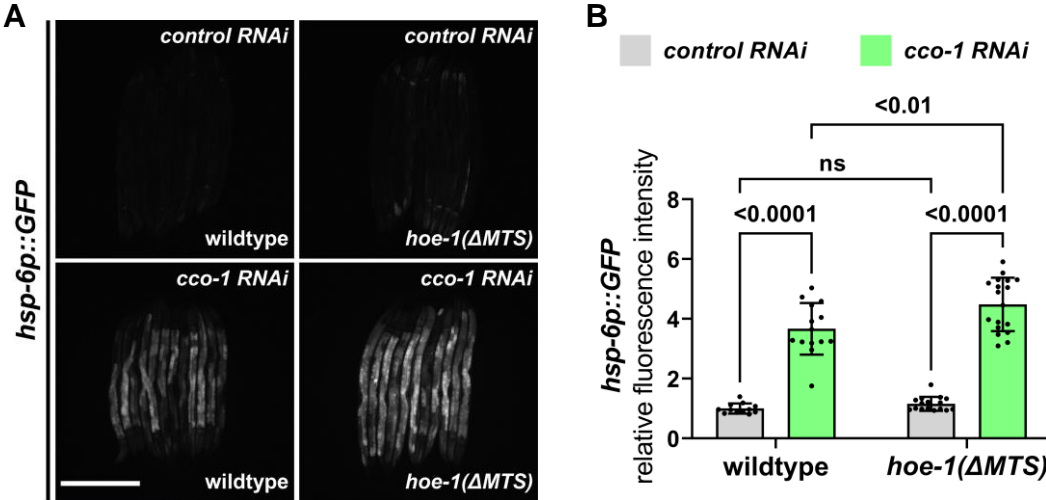 A
hsp-6p::GFP
control RNAi
wildtype
control RNAi
hoe-1(ΔMTS)
cco-1 RNAi
wildtype
cco-1 RNAi
hoe-1(ΔMTS)
B
control RNAi
cco-1 RNAi
<0.01
ns
<0.0001
<0.0001
hsp-6p::GFP
relative fluorescence intensity
8
6
4
2
0
wildtype
hoe-1(ΔMTS)